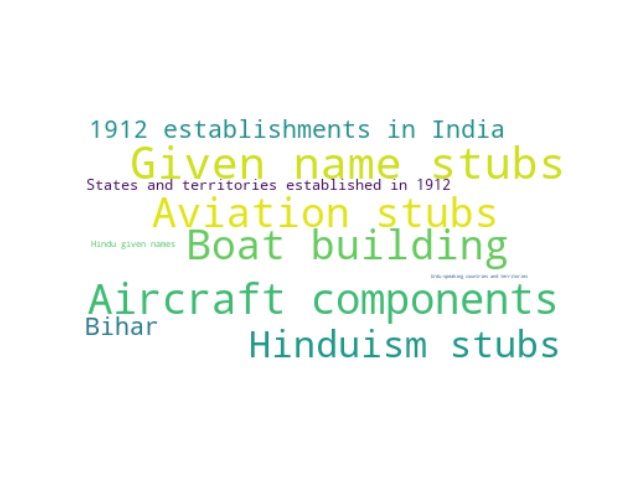 1912 establishments in India
Given name stubs
States and territories established in 1912
Aviation stubs
Hindu given names
Boat building
Urdu-speaking countries and territories
Aircraft components
Bihar
Hinduism stubs